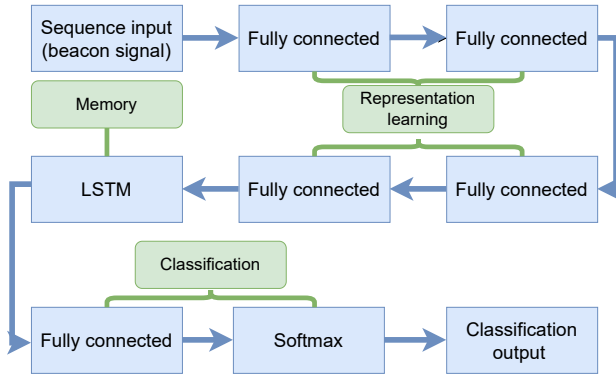 Sequence input
(beacon signal)
Fully connected
Fully connected
Memory
Representation
learning
LSTM
Fully connected
Fully connected
Classification
Fully connected
Softmax
Classification
output